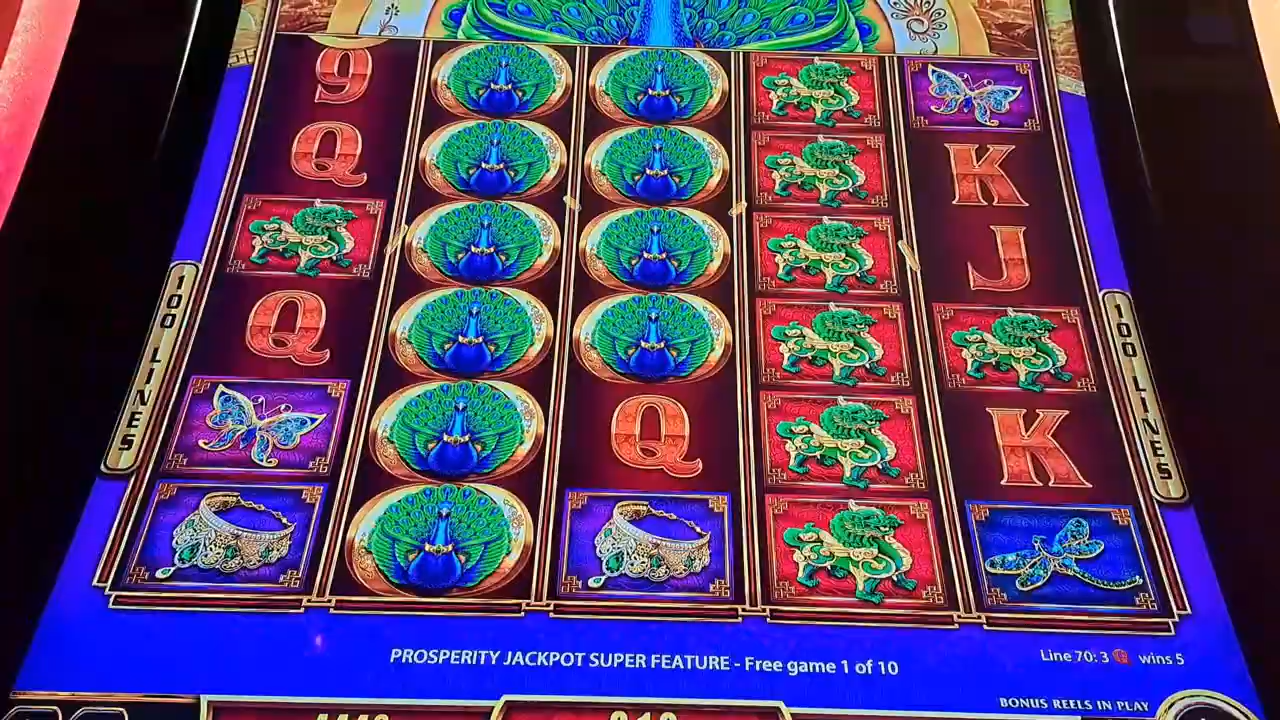 9
Q
K
J
Q
K
Q
100 LINES
100 LINES
PROSPERITY JACKPOT SUPER FEATURE - Free game 1 of 10
Line 70: 3 Q wins 5
BONUS REELS IN PLAY